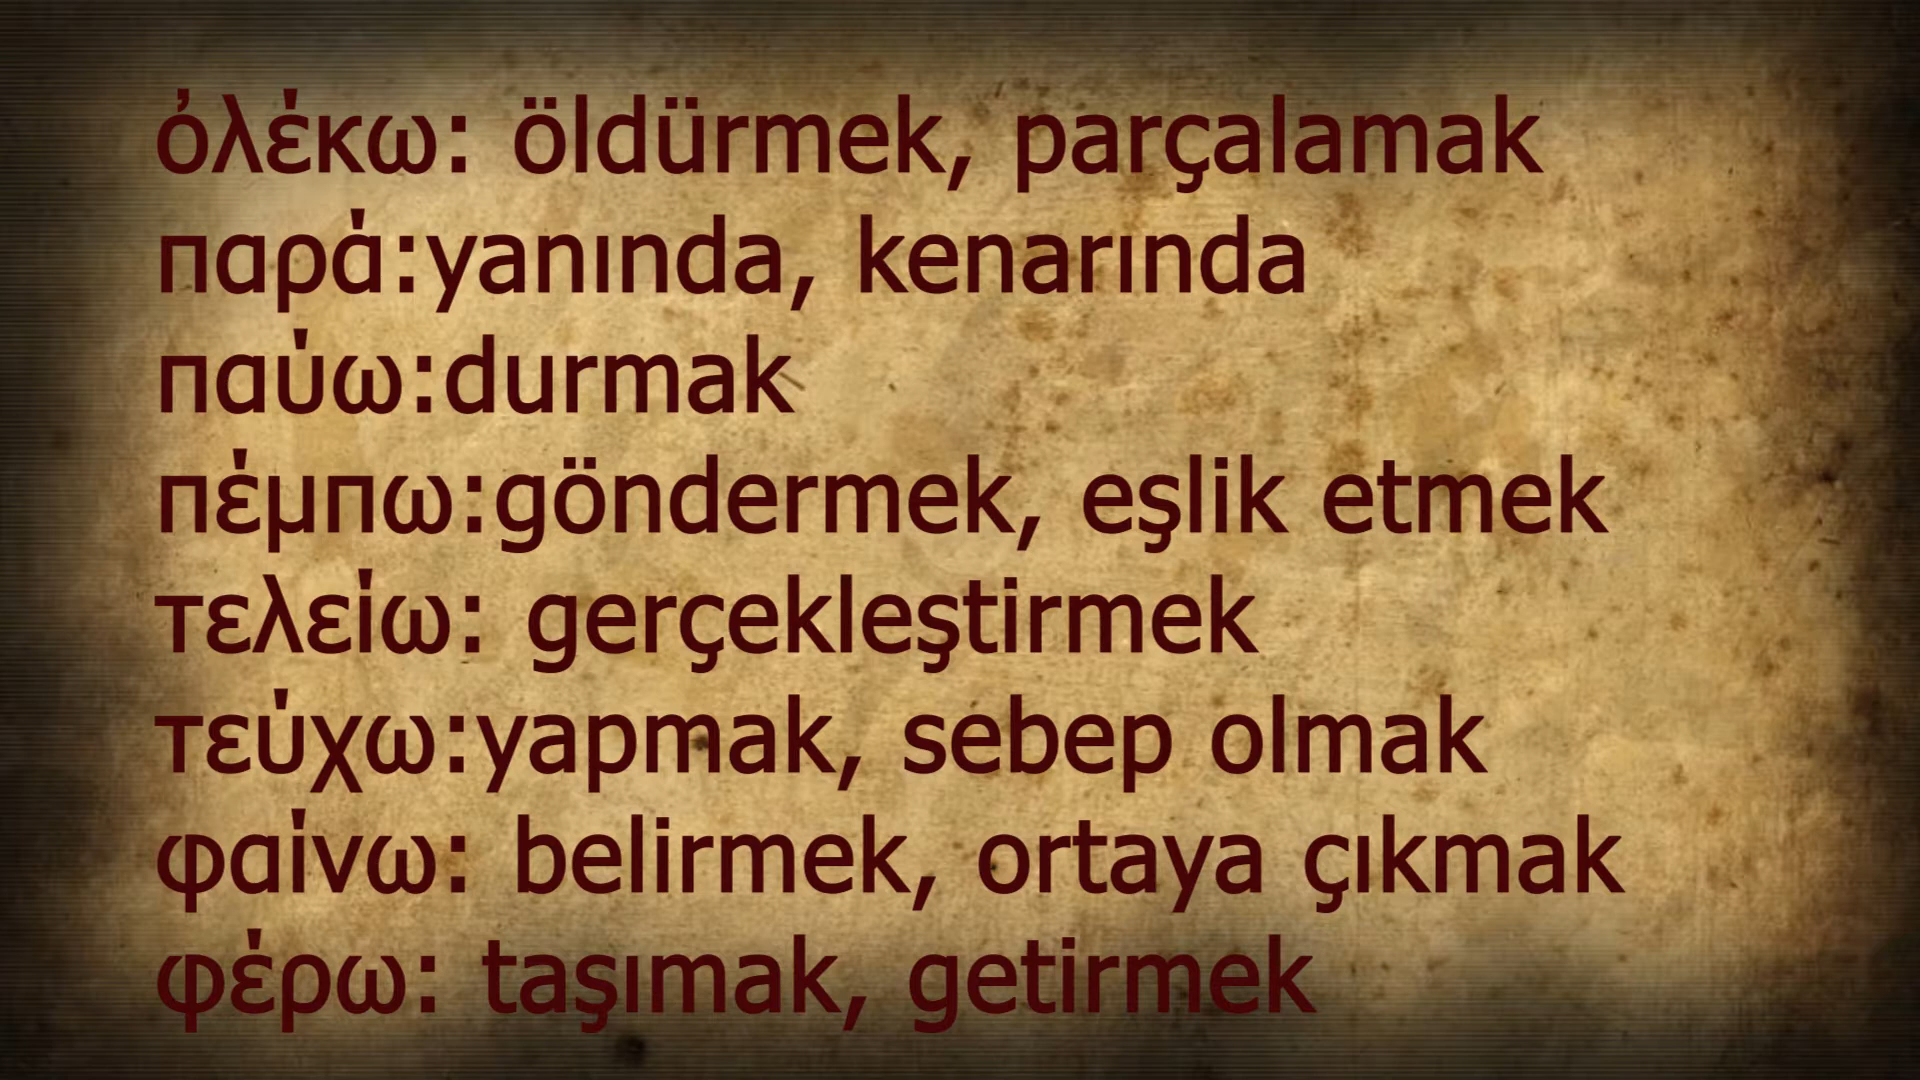 ὀλέκω: öldürmek, parçalamak
παρά:yanında, kenarında
παύω:durmak
πέμπω:göndermek, eşlik etmek
τελείω: gerçekleştirmek
τεύχω:yapmak, sebep olmak
φαίνω: belirmek, ortaya çıkmak
φέρω: taşımak, getirmek